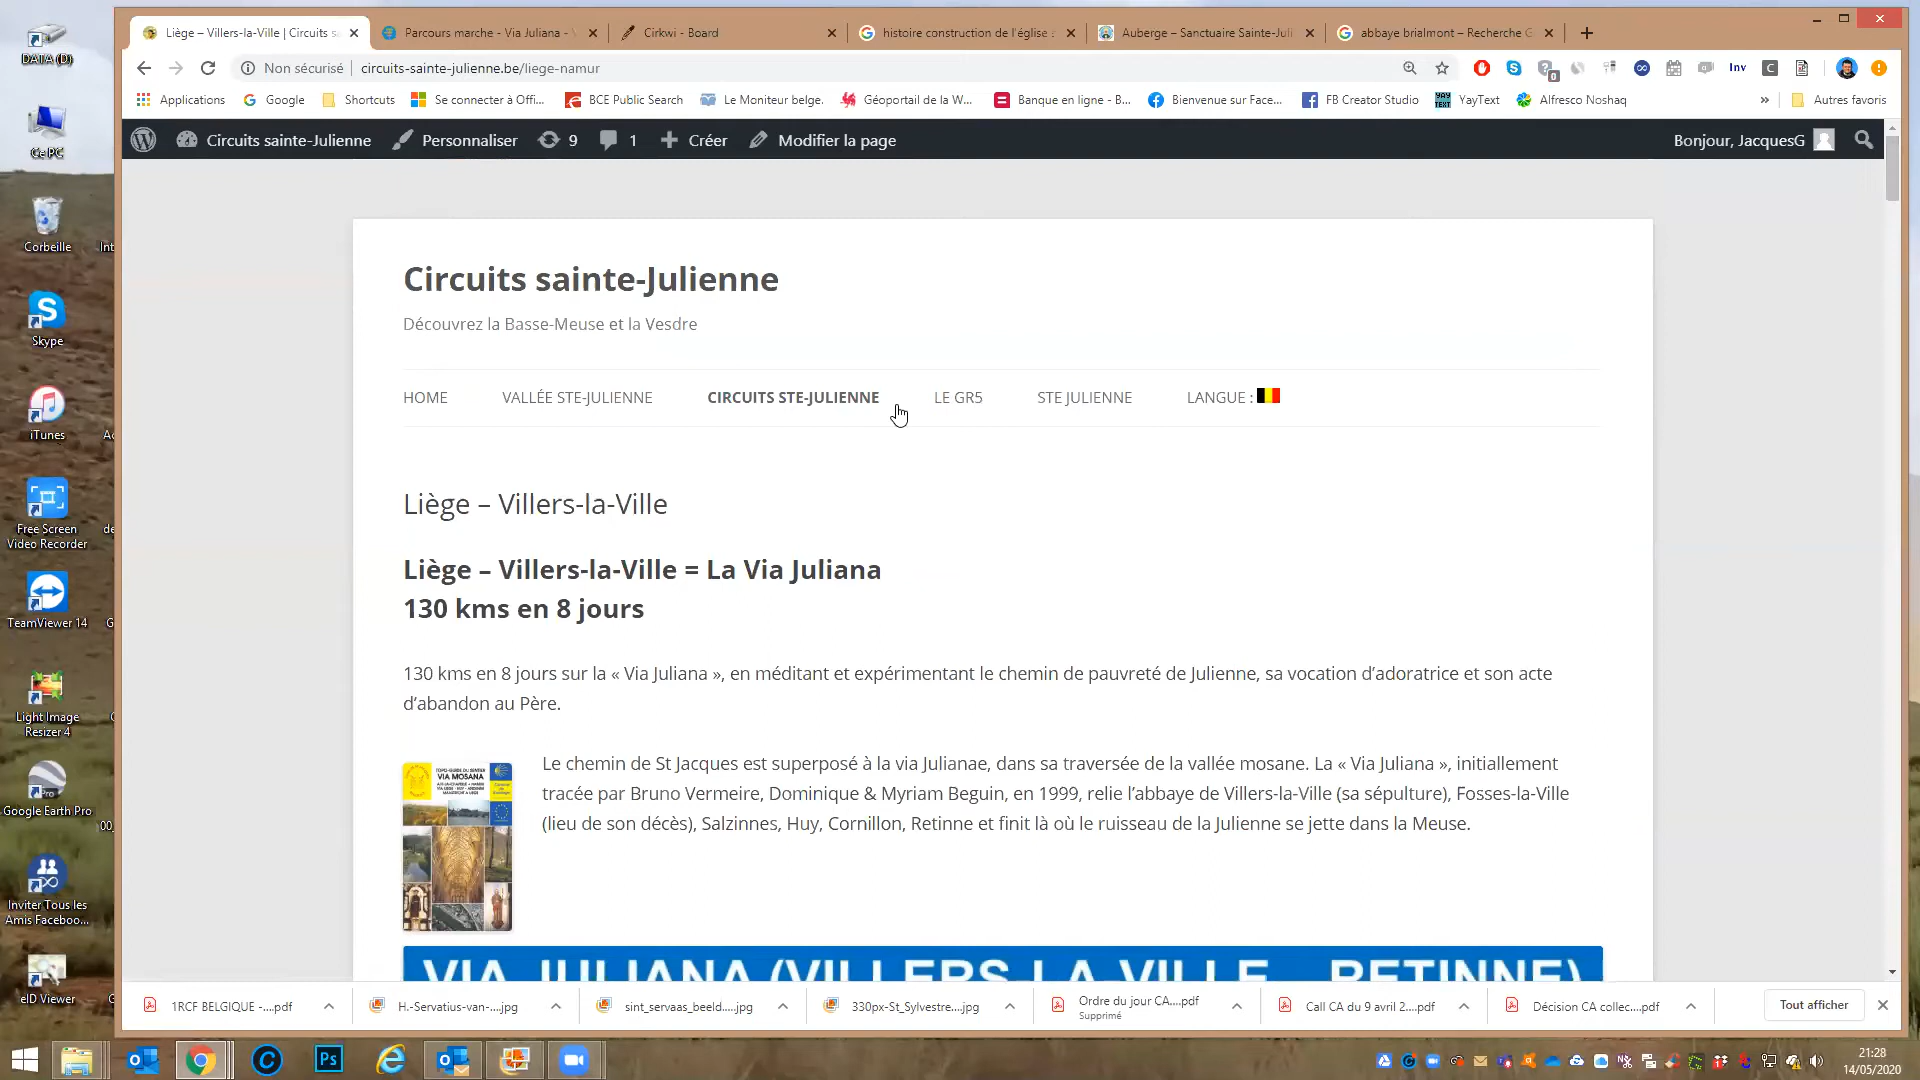 DATA (D)
Ce PC
Corbeille
Skype
iTunes
Free Screen Video Recorder
TeamViewer 14
Light Image Resizer 4
Google Earth Pro
Inviter Tous les Amis Faceboo...
eID Viewer
Liège – Villers-la-Ville | Circuits s
Parcours marche - Via Juliana -
Cirkwi - Board
histoire construction de l'église
Auberge – Sanctuaire Sainte-Juli
abbaye brialmont – Recherche G
Non sécurisé | circuits-sainte-julienne.be/liege-namur
Inv
Applications
Google
Shortcuts
Se connecter à Offi...
BCE Public Search
Le Moniteur belge.
Géoportail de la W...
Banque en ligne - B...
Bienvenue sur Face...
FB Creator Studio
YayText
Alfresco Noshaq
»
Autres favoris
Circuits sainte-Julienne
Personnaliser
9
1
Créer
Modifier la page
Bonjour, JacquesG
Circuits sainte-Julienne
Découvrez la Basse-Meuse et la Vesdre
HOME
VALLÉE STE-JULIENNE
CIRCUITS STE-JULIENNE
LE GR5
STE JULIENNE
LANGUE :
Liège – Villers-la-Ville
Liège – Villers-la-Ville = La Via Juliana
130 kms en 8 jours
130 kms en 8 jours sur la « Via Juliana », en méditant et expérimentant le chemin de pauvreté de Julienne, sa vocation d'adoratrice et son acte
d'abandon au Père.
VIA MOSANA
Le chemin de St Jacques est superposé à la via Julianae, dans sa traversée de la vallée mosane. La « Via Juliana », initiallement
tracée par Bruno Vermeire, Dominique & Myriam Beguin, en 1999, relie l'abbaye de Villers-la-Ville (sa sépulture), Fosses-la-Ville
(lieu de son décès), Salzinnes, Huy, Cornillon, Retinne et finit là où le ruisseau de la Julienne se jette dans la Meuse.
VIA JULIANA (VILLERS-LA-VILLE – RETINNE)
1RCF BELGIQUE -....pdf
H.-Servatius-van-....jpg
sint_servaas_beeld.....jpg
330px-St_Sylvestre....jpg
Ordre du jour CA....pdf
Supprimé
Call CA du 9 avril 2....pdf
Décision CA collec....pdf
Tout afficher
21:28
14/05/2020